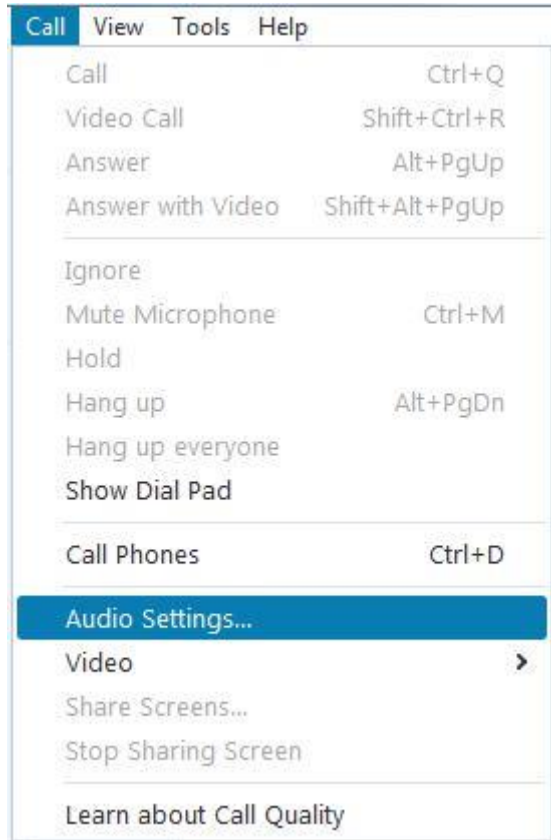 Call View Tools Help
Call Ctrl+Q
Video Call Shift+Ctrl+R
Answer Alt+PgUp
Answer with Video Shift+Alt+PgUp
Ignore
Mute Microphone Ctrl+M
Hold
Hang up Alt+PgDn
Hang up everyone
Show Dial Pad
Call Phones Ctrl+D
Audio Settings...
Video
Share Screens...
Stop Sharing Screen
Learn about Call Quality